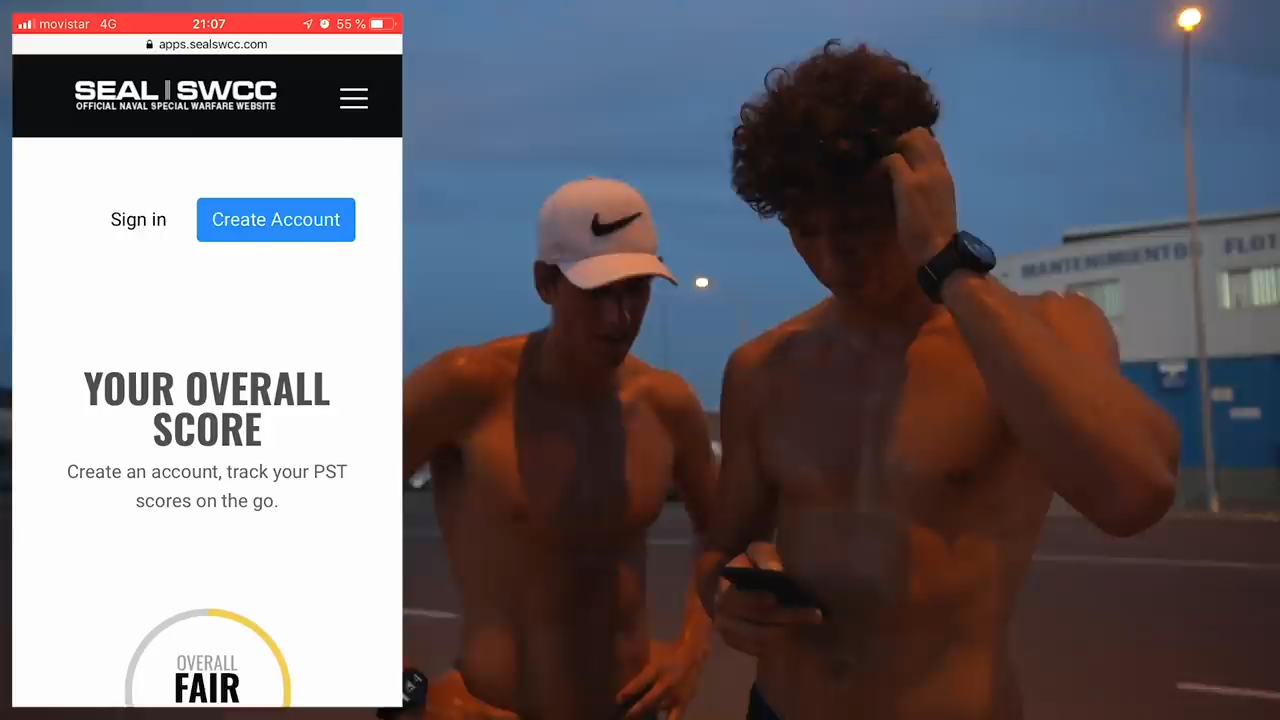 movistar 4G 21:07 55 %
apps.sealswcc.com
SEAL | SWCC
OFFICIAL NAVAL SPECIAL WARFARE WEBSITE
Sign in Create Account
YOUR OVERALL
SCORE
Create an account, track your PST
scores on the go.
OVERALL
FAIR
MANTENIMIENTO FLOT